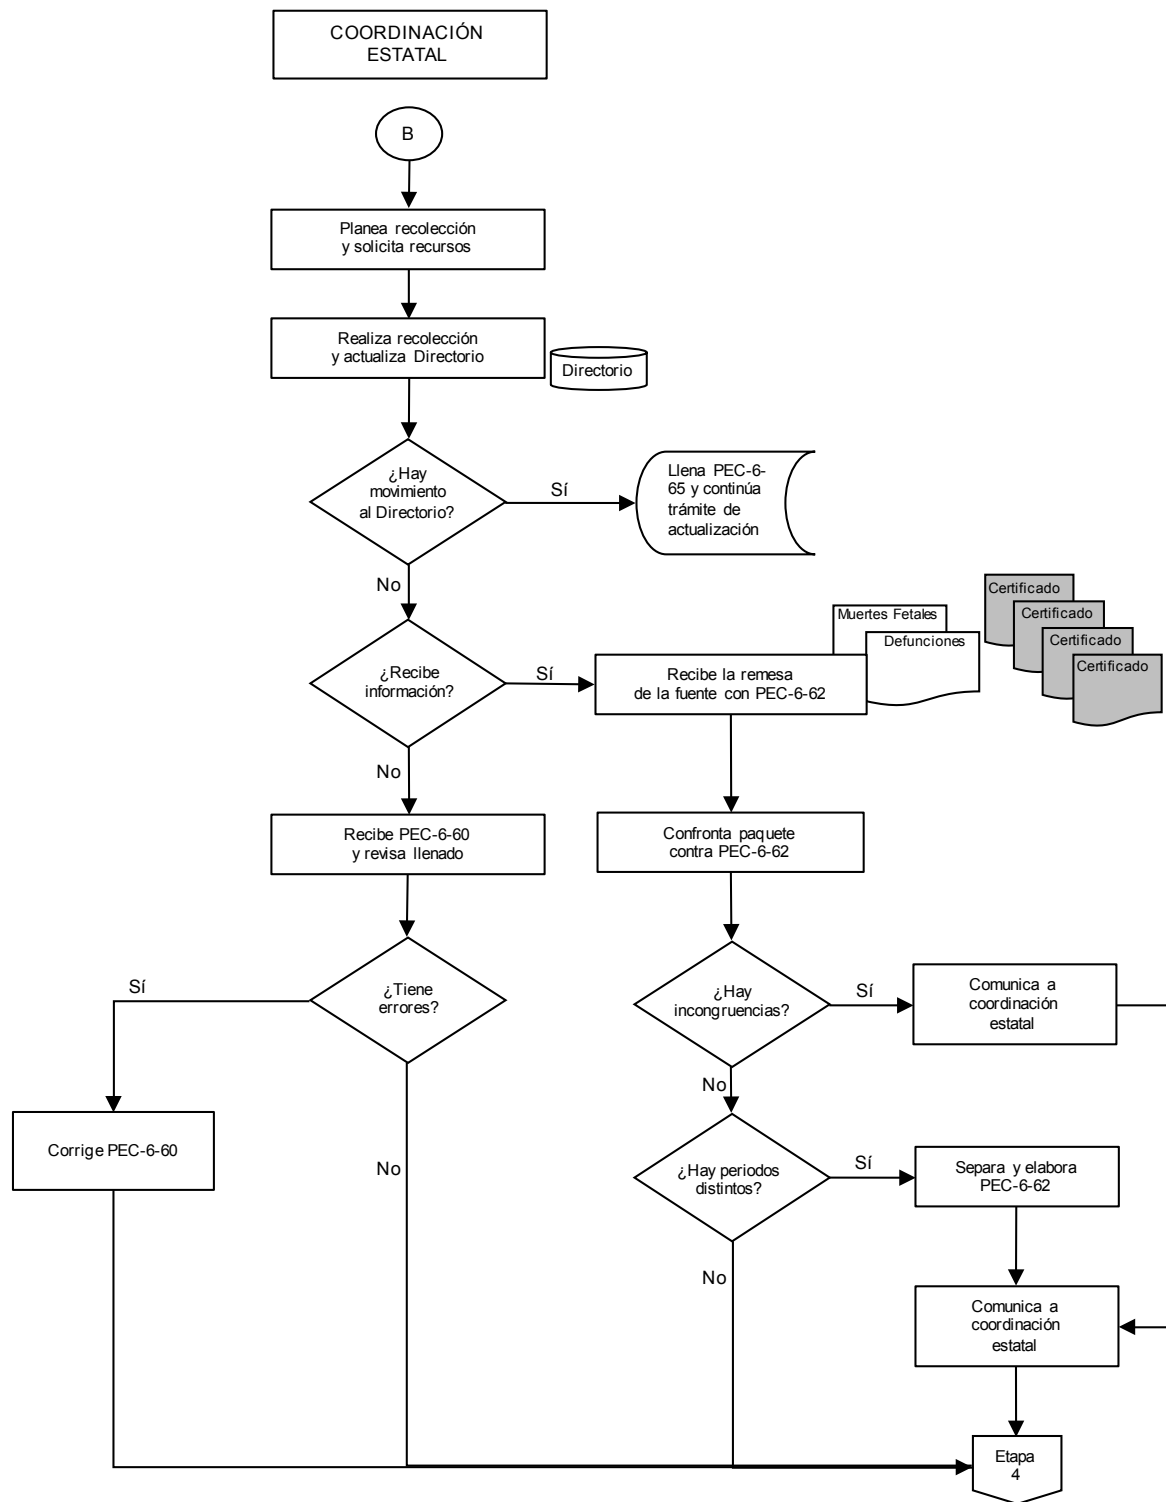 COORDINACIÓN
ESTATAL
B
Planea recolección
y solicita recursos
Realiza recolección
y actualiza Directorio
Directorio
¿Hay
movimiento
al Directorio?
Sí
Llena PEC-6-
65 y continúa
trámite de
actualización
No
Muertes Fetales
Defunciones
Certificado
Certificado
Certificado
Certificado
¿Recibe
información?
Sí
Recibe la remesa
de la fuente con PEC-6-62
No
Recibe PEC-6-60
y revisa llenado
Confronta paquete
contra PEC-6-62
¿Tiene
errores?
Sí
¿Hay
incongruencias?
Sí
Comunica a
coordinación
estatal
No
Corrige PEC-6-60
No
¿Hay periodos
distintos?
Sí
Separa y elabora
PEC-6-62
No
Comunica a
coordinación
estatal
Etapa
4